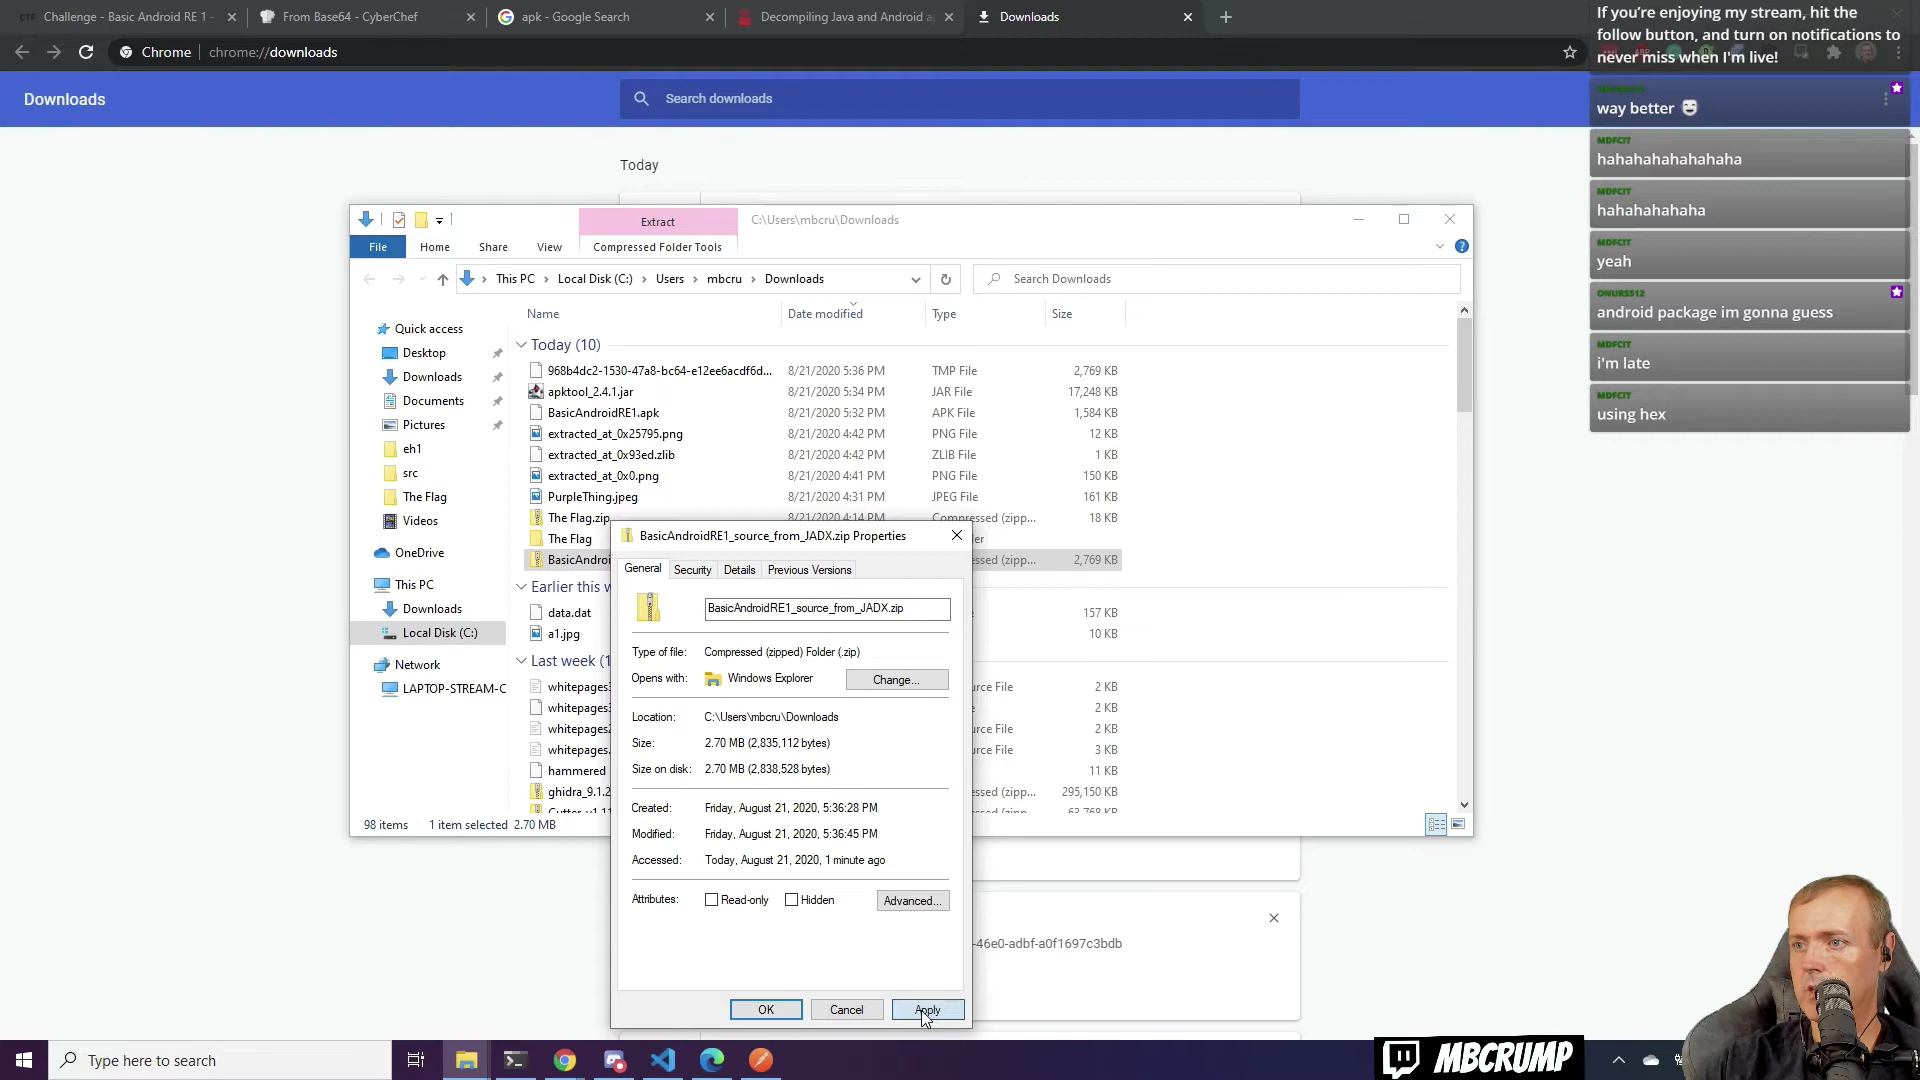 Challenge - Basic Android RE 1 -
From Base64 - CyberChef
apk - Google Search
Decompiling Java and Android a
Downloads
Chrome
chrome://downloads
Downloads
Search downloads
Today
Extract
C:\Users\mbcru\Downloads
File
Home
Share
View
Compressed Folder Tools
This PC
Local Disk (C:)
Users
mbcru
Downloads
Search Downloads
Name
Date modified
Type
Size
Today (10)
968b4dc2-1530-47a8-bc64-e12ee6acdf6d... 8/21/2020 5:36 PM TMP File 2,769 KB
apktool_2.4.1.jar 8/21/2020 5:34 PM JAR File 17,248 KB
BasicAndroidRE1.apk 8/21/2020 5:32 PM APK File 1,584 KB
extracted_at_0x25795.png 8/21/2020 4:42 PM PNG File 12 KB
extracted_at_0x93ed.zlib 8/21/2020 4:42 PM ZLIB File 1 KB
extracted_at_0x0.png 8/21/2020 4:41 PM PNG File 150 KB
PurpleThing.jpeg 8/21/2020 4:31 PM JPEG File 161 KB
The Flag.zip 8/21/2020 4:14 PM Compressed (zipp... 18 KB
The Flag
BasicAndroi 2,769 KB
Earlier this w
data.dat 157 KB
a1.jpg 10 KB
Last week (1
whitepages3 2 KB
whitepages3 2 KB
whitepages2 2 KB
whitepages. 3 KB
hammered 11 KB
ghidra_9.1.2 295,150 KB
Quick access
Desktop
Downloads
Documents
Pictures
eh1
src
The Flag
Videos
OneDrive
This PC
Downloads
Local Disk (C:)
Network
LAPTOP-STREAM-C
98 items 1 item selected 2.70 MB
BasicAndroidRE1_source_from_JADX.zip Properties
General
Security
Details
Previous Versions
BasicAndroidRE1_source_from_JADX.zip
Type of file: Compressed (zipped) Folder (.zip)
Opens with: Windows Explorer
Change...
Location: C:\Users\mbcru\Downloads
Size: 2.70 MB (2,835,112 bytes)
Size on disk: 2.70 MB (2,838,528 bytes)
Created: Friday, August 21, 2020, 5:36:28 PM
Modified: Friday, August 21, 2020, 5:36:45 PM
Accessed: Today, August 21, 2020, 1 minute ago
Attributes: Read-only Hidden
Advanced...
OK
Cancel
Apply
-46e0-adbf-a0f1697c3bdb
If you're enjoying my stream, hit the
follow button, and turn on notifications to
never miss when I'm live!
way better
MDFCIT
hahahahahahahaha
MDFCIT
hahahahahaha
MDFCIT
yeah
ONURS512
android package im gonna guess
MDFCIT
i'm late
MDFCIT
using hex
Type here to search
MBCRUMP